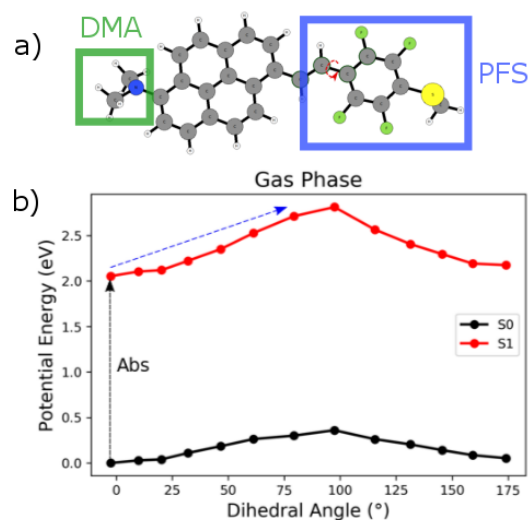 a) DMA
PFS
b) Gas Phase
Potential Energy (eV)
2.5
2.0
1.5
1.0
0.5
0.0
Abs
S0
S1
0 25 50 75 100 125 150 175
Dihedral Angle (°)